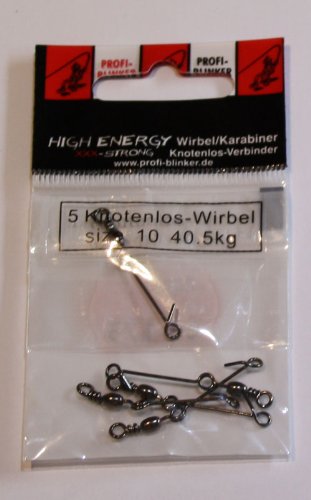 PROFI-
BLINKER
PROFI-
BLINKER
HIGH ENERGY Wirbel/Karabiner
XXX-STRONG Knotenlos-Verbinder
www.profi-blinker.de
5 Knotenlos-Wirbel
size 10 40.5kg